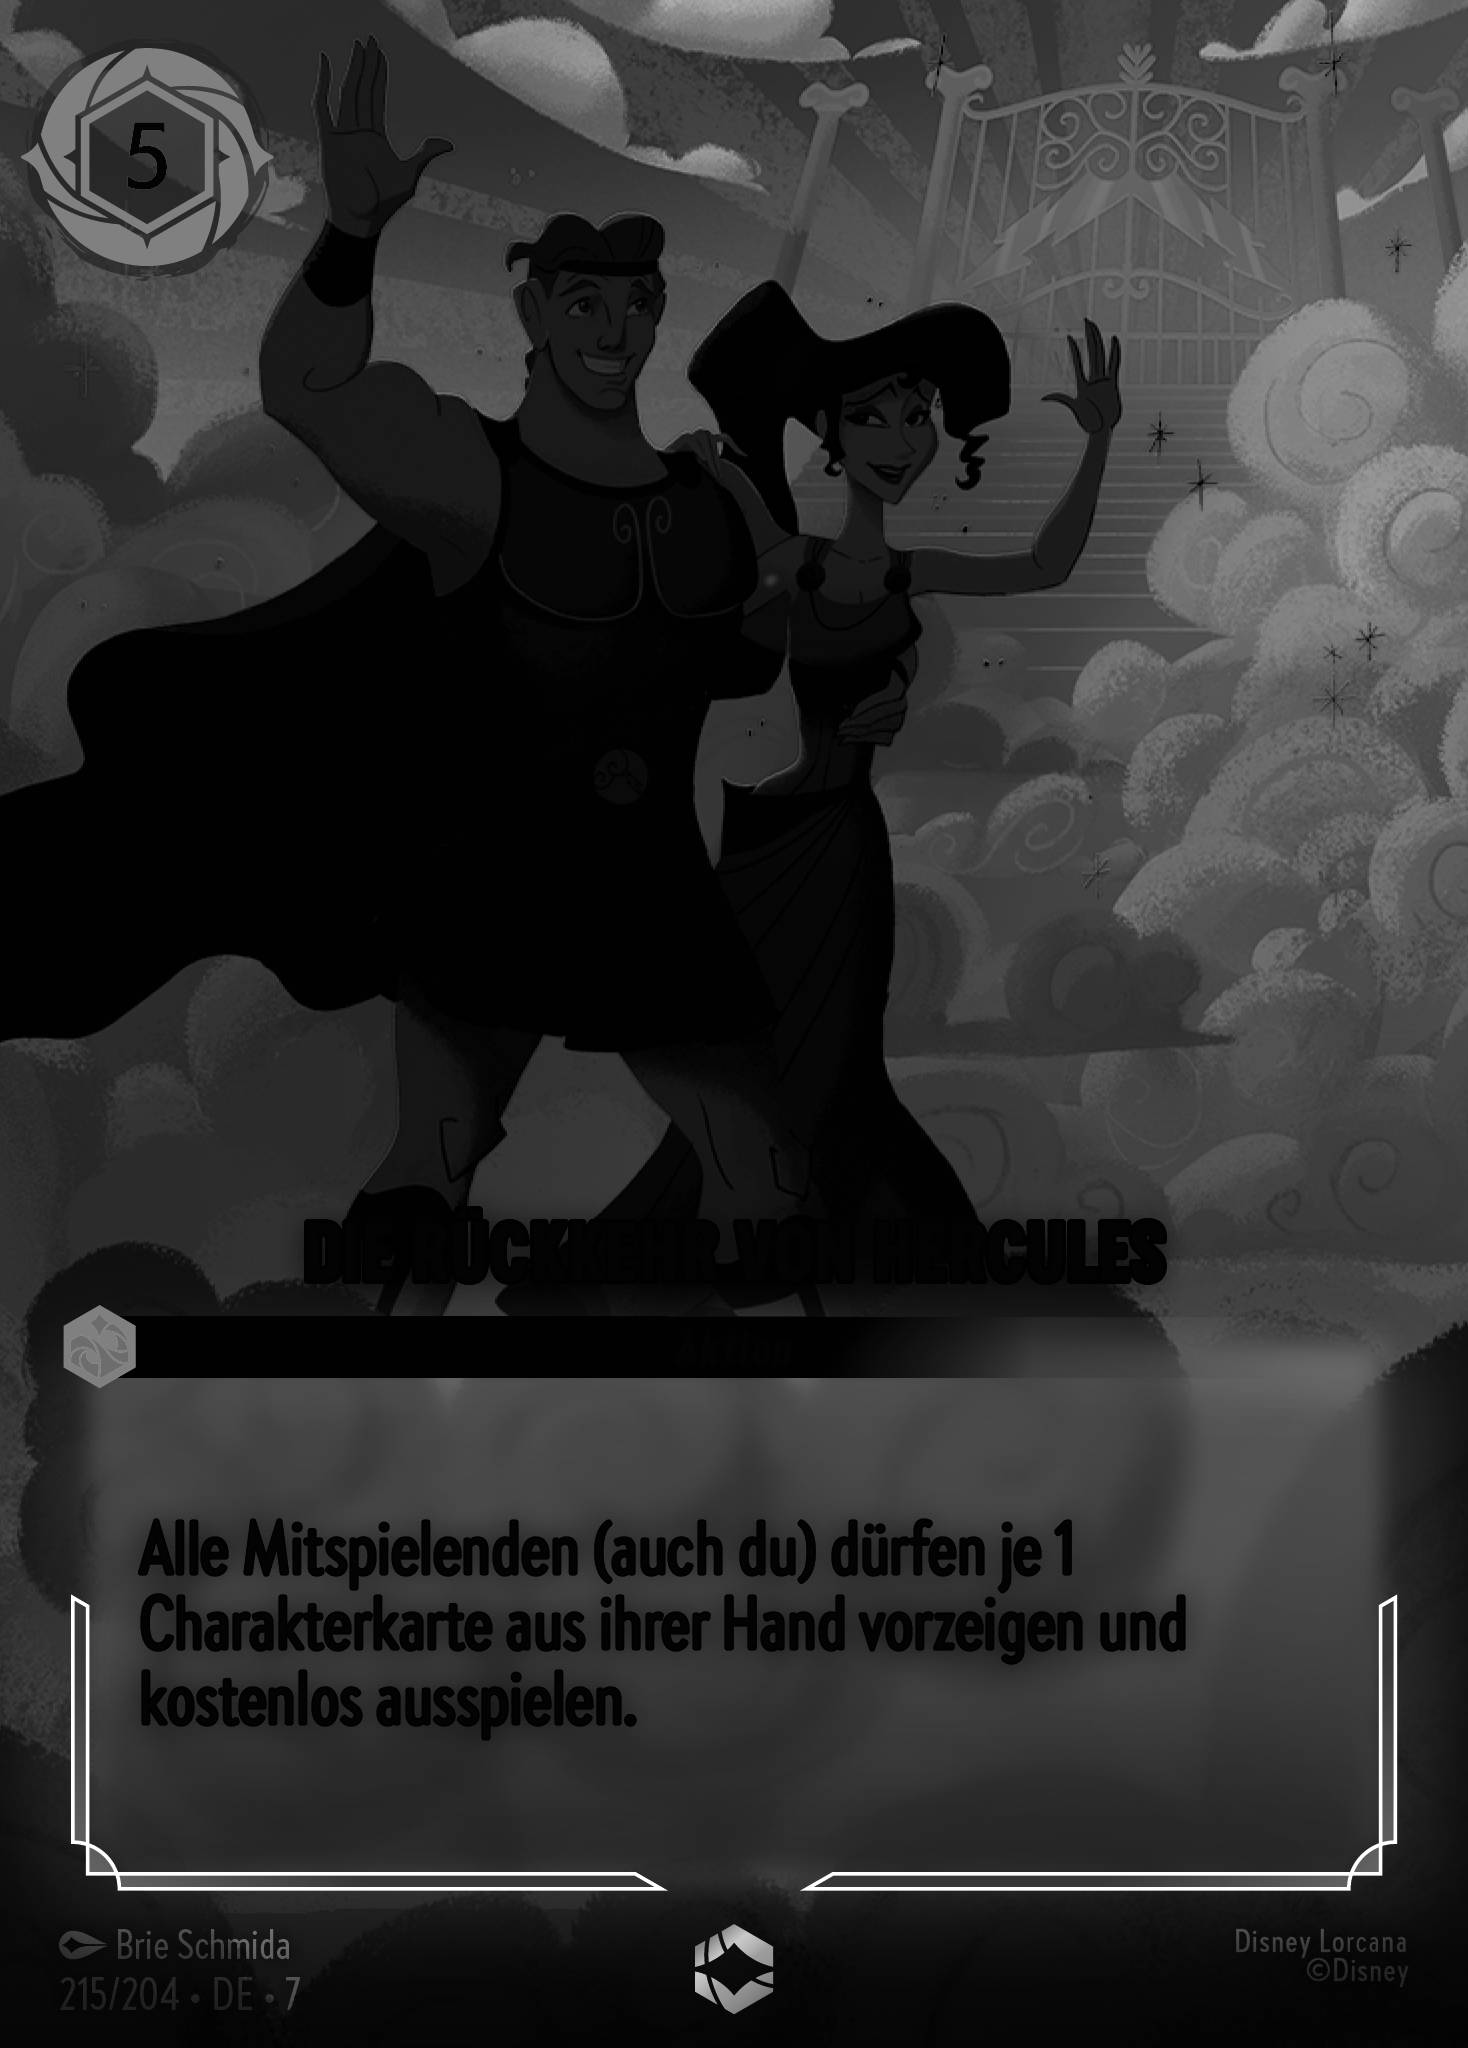 5
DIE RÜCKKEHR VON HERCULES
Aktion
Alle Mitspielenden (auch du) dürfen je 1
Charakterkarte aus ihrer Hand vorzeigen und
kostenlos ausspielen.
Brie Schmida
215/204 • DE • 7
Disney Lorcana
©Disney